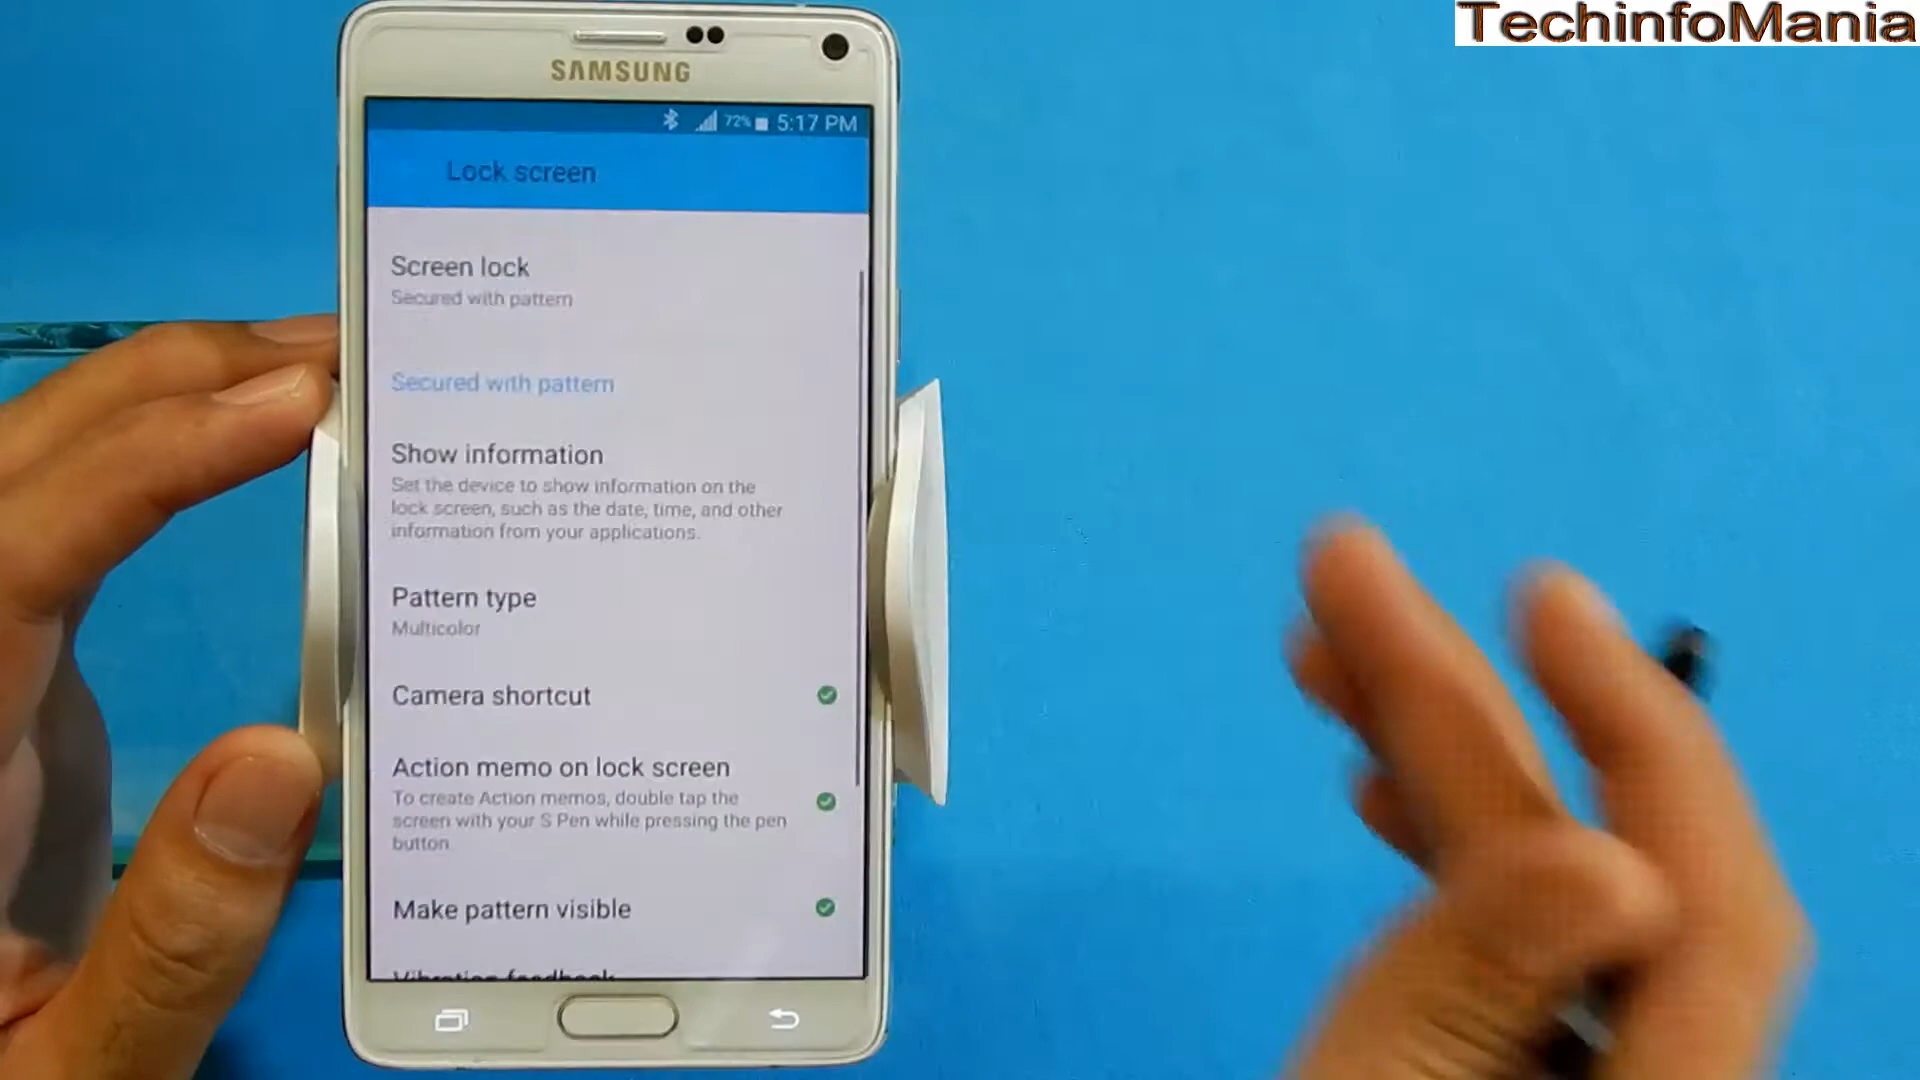 TechinfoMania
SAMSUNG
72% 5:17 PM
Lock screen
Screen lock
Secured with pattern
Secured with pattern
Show information
Set the device to show information on the
lock screen, such as the date, time, and other
information from your applications.
Pattern type
Multicolor
Camera shortcut
Action memo on lock screen
To create Action memos, double tap the
screen with your S Pen while pressing the pen
button
Make pattern visible
Vibration feedback